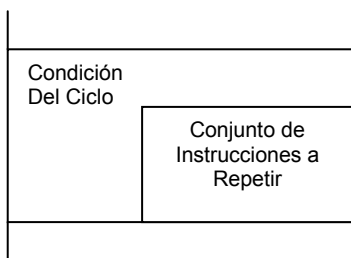 Condición
Del Ciclo
Conjunto de
Instrucciones a
Repetir